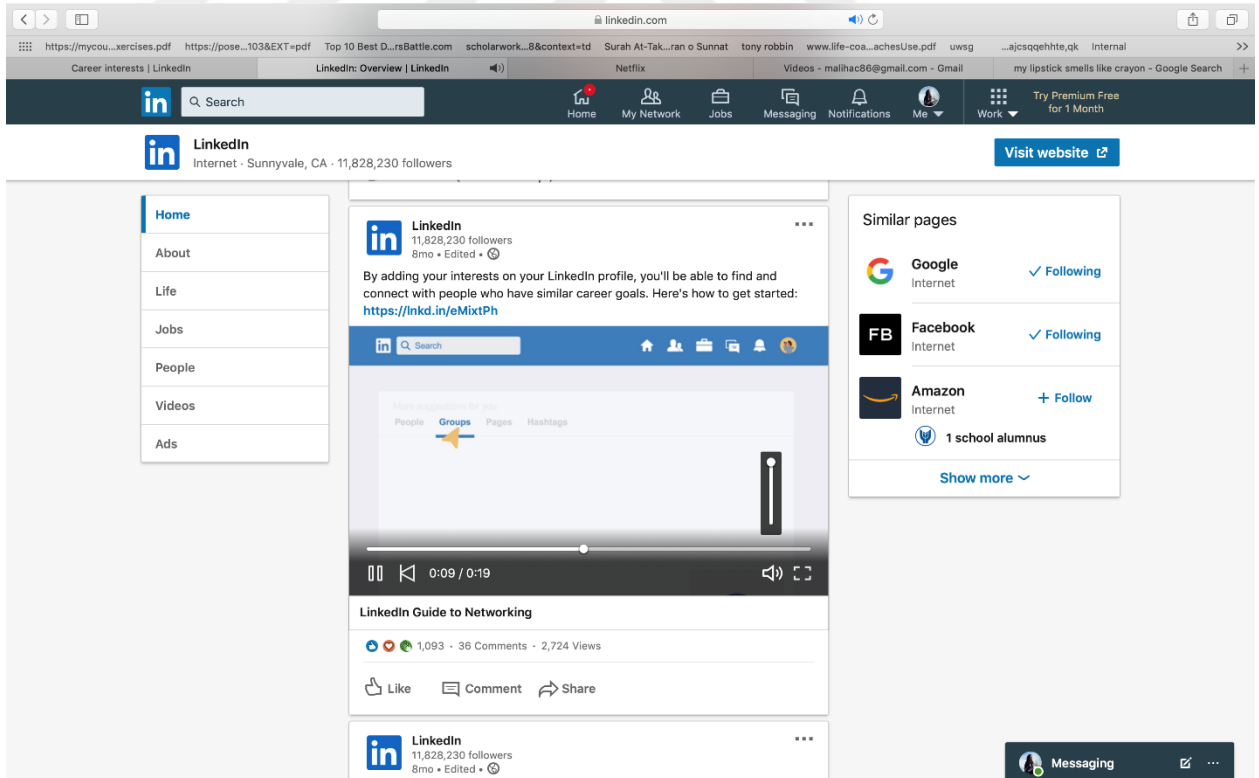 linkedin.com
https://mycou...xercises.pdf https://pose...103&EXT=pdf Top 10 Best D...rsBattle.com scholarwork...8&context=td Surah At-Tak...ran o Sunnat tony robbin www.life-coa...achesUse.pdf uwsg ...ajcsqqehhte,qk Internal >>
Career interests | LinkedIn LinkedIn: Overview | LinkedIn Netflix Videos - malihac86@gmail.com - Gmail my lipstick smells like crayon - Google Search +
in Search Home My Network Jobs Messaging Notifications Me Work Try Premium Free
for 1 Month
in LinkedIn
Internet · Sunnyvale, CA · 11,828,230 followers
Visit website
Home
About
Life
Jobs
People
Videos
Ads
in LinkedIn
11,828,230 followers
8mo • Edited •
By adding your interests on your LinkedIn profile, you'll be able to find and
connect with people who have similar career goals. Here's how to get started:
https://lnkd.in/eMixtPh
in Search
More suggestions for you
People Groups Pages Hashtags
0:09 / 0:19
LinkedIn Guide to Networking
1,093 · 36 Comments · 2,724 Views
Like Comment Share
in LinkedIn
11,828,230 followers
8mo • Edited •
Similar pages
Google
Internet
Following
FB Facebook
Internet
Following
Amazon
Internet
+ Follow
1 school alumnus
Show more
Messaging